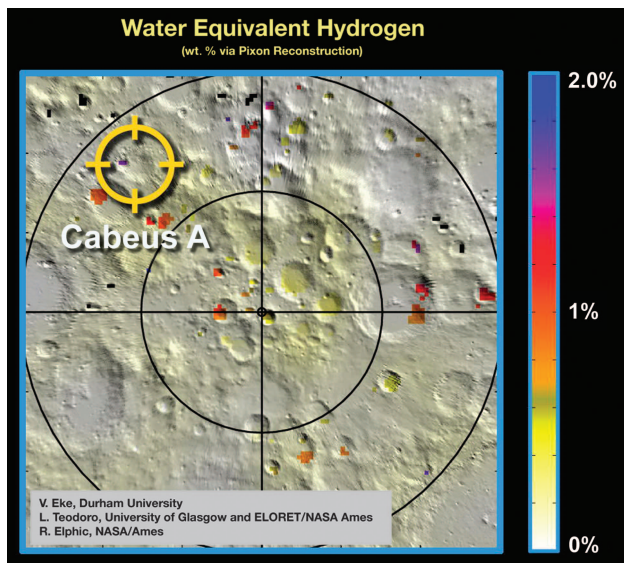 Water Equivalent Hydrogen
(wt. % via Pixon Reconstruction)
2.0%
Cabeus A
1%
V. Eke, Durham University
L. Teodoro, University of Glasgow and ELORET/NASA Ames
R. Elphic, NASA/Ames
0%